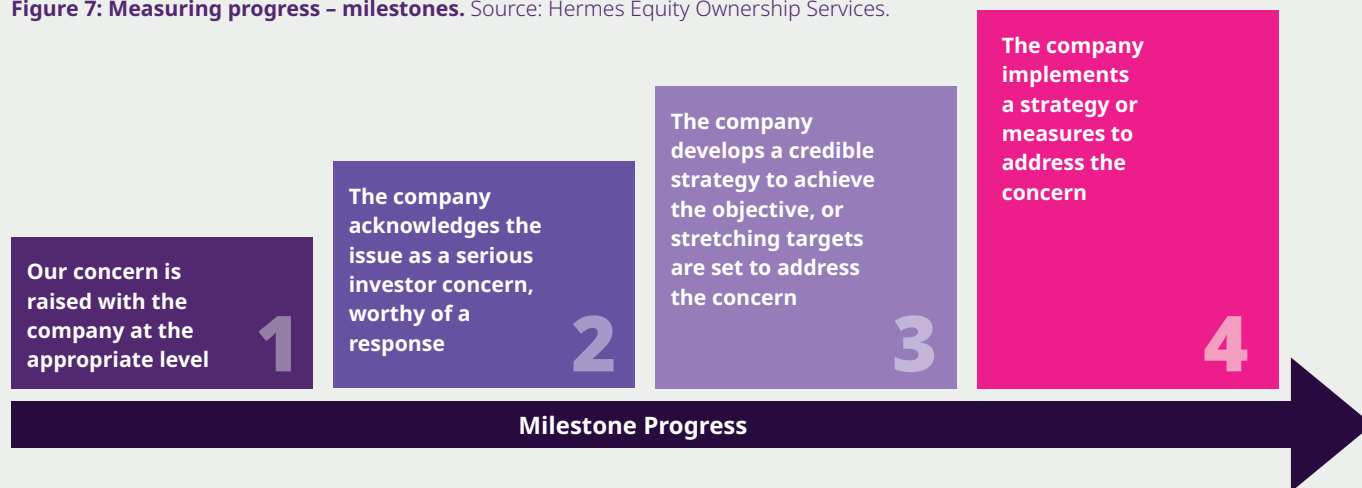 Figure 7: Measuring progress – milestones. Source: Hermes Equity Ownership Services.
Our concern is
raised with the
company at the
appropriate level
1
The company
acknowledges the
issue as a serious
investor concern,
worthy of a
response
2
The company
develops a credible
strategy to achieve
the objective, or
stretching targets
are set to address
the concern
3
The company
implements
a strategy or
measures to
address the
concern
4
Milestone Progress